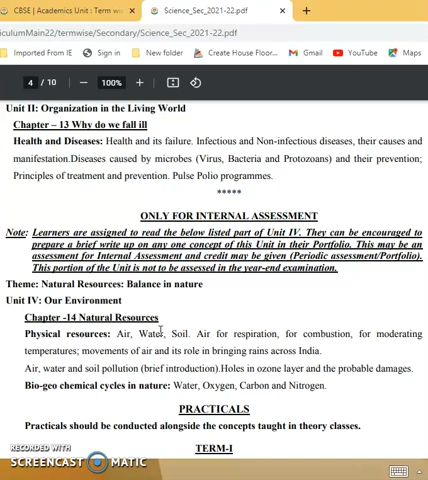 CBSE | Academics Unit : Term w
Science_Sec_2021-22.pdf
iculumMain22/termwise/Secondary/Science_Sec_2021-22.pdf
Imported From IE
Sign in
New folder
Create House Floor...
Gmail
YouTube
Maps
4 / 10
100%
Unit II: Organization in the Living World
Chapter – 13 Why do we fall ill
Health and Diseases: Health and its failure. Infectious and Non-infectious diseases, their causes and
manifestation.Diseases caused by microbes (Virus, Bacteria and Protozoans) and their prevention;
Principles of treatment and prevention. Pulse Polio programmes.
*****
ONLY FOR INTERNAL ASSESSMENT
Note: Learners are assigned to read the below listed part of Unit IV. They can be encouraged to
prepare a brief write up on any one concept of this Unit in their Portfolio. This may be an
assessment for Internal Assessment and credit may be given (Periodic assessment/Portfolio).
This portion of the Unit is not to be assessed in the year-end examination.
Theme: Natural Resources: Balance in nature
Unit IV: Our Environment
Chapter -14 Natural Resources
Physical resources: Air, Water, Soil. Air for respiration, for combustion, for moderating
temperatures; movements of air and its role in bringing rains across India.
Air, water and soil pollution (brief introduction).Holes in ozone layer and the probable damages.
Bio-geo chemical cycles in nature: Water, Oxygen, Carbon and Nitrogen.
PRACTICALS
Practicals should be conducted alongside the concepts taught in theory classes.
TERM-I
RECORDED WITH
SCREENCAST MATIC